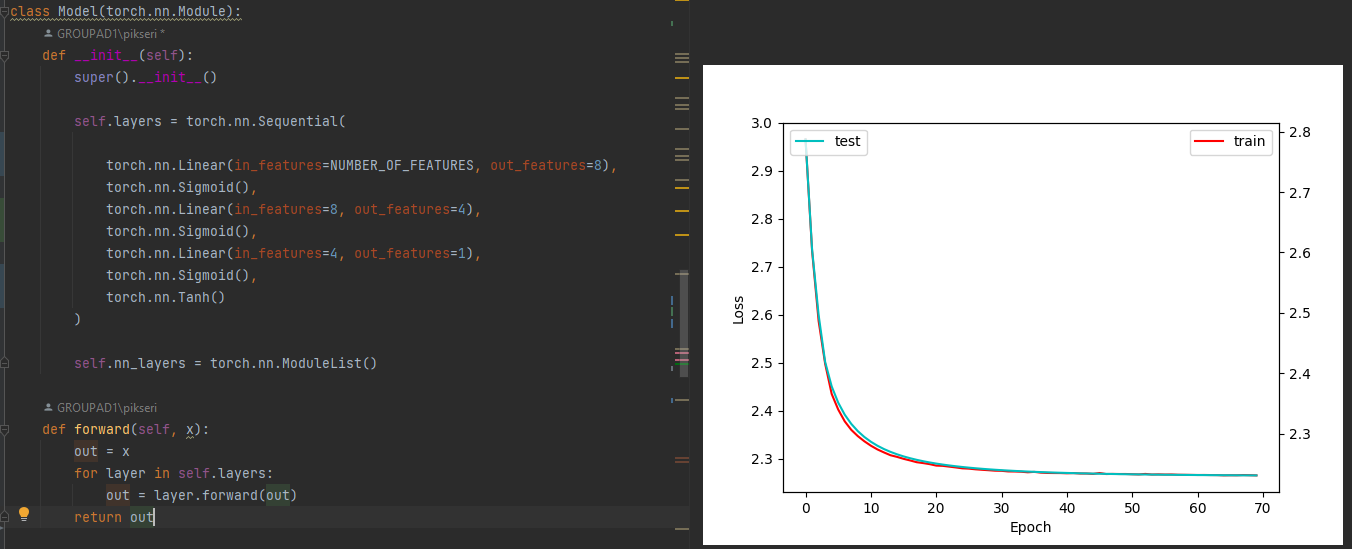 class Model(torch.nn.Module):
GROUPAD1\pikseri *
def __init__(self):
super().__init__()
self.layers = torch.nn.Sequential(
torch.nn.Linear(in_features=NUMBER_OF_FEATURES, out_features=8),
torch.nn.Sigmoid(),
torch.nn.Linear(in_features=8, out_features=4),
torch.nn.Sigmoid(),
torch.nn.Linear(in_features=4, out_features=1),
torch.nn.Sigmoid(),
torch.nn.Tanh()
)
self.nn_layers = torch.nn.ModuleList()
GROUPAD1\pikseri
def forward(self, x):
out = x
for layer in self.layers:
out = layer.forward(out)
return out
test
train
Loss
3.0
2.9
2.8
2.7
2.6
2.5
2.4
2.3
2.8
2.7
2.6
2.5
2.4
2.3
0 10 20 30 40 50 60 70
Epoch